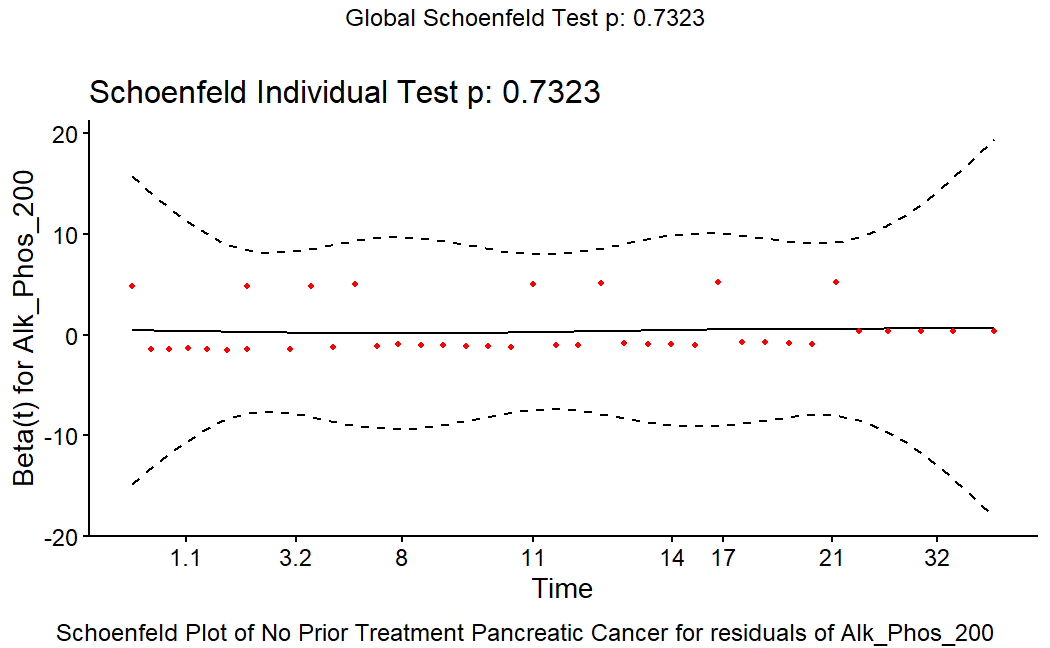 Global Schoenfeld Test p: 0.7323
Schoenfeld Individual Test p: 0.7323
Beta(t) for Alk_Phos_200
20
10
0
-10
-20
1.1 3.2 8 11 14 17 21 32
Time
Schoenfeld Plot of No Prior Treatment Pancreatic Cancer for residuals of Alk_Phos_200